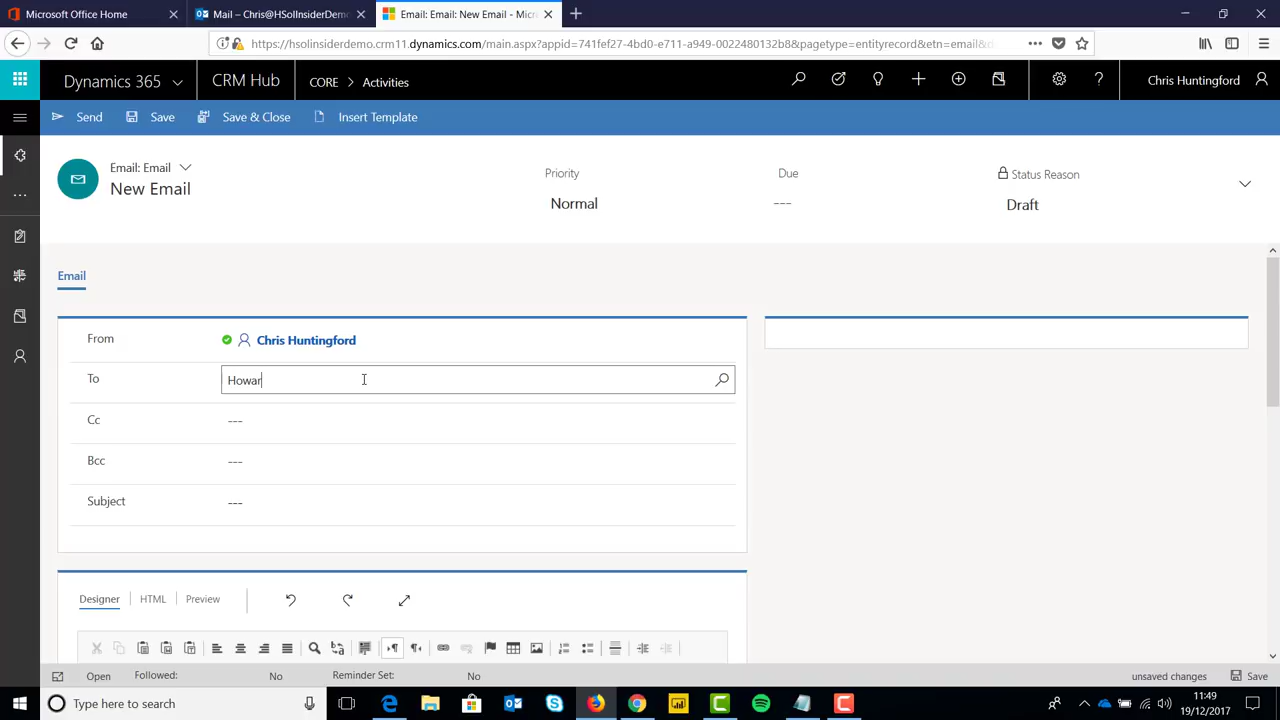 Microsoft Office Home
Mail – Chris@HSolInsiderDem
Email: Email: New Email - Micr
https://hsolinsiderdemo.crm11.dynamics.com/main.aspx?appid=741fef27-4bd0-e711-a949-0022480132b8&pagetype=entityrecord&etn=email&
Dynamics 365
CRM Hub
CORE > Activities
Chris Huntingford
Send
Save
Save & Close
Insert Template
Email: Email
New Email
Priority
Normal
Due
---
Status Reason
Draft
Email
From
Chris Huntingford
To
Howar
Cc
---
Bcc
---
Subject
---
Designer
HTML
Preview
Open
Followed:
No
Reminder Set:
No
unsaved changes
Save
Type here to search
11:49
19/12/2017